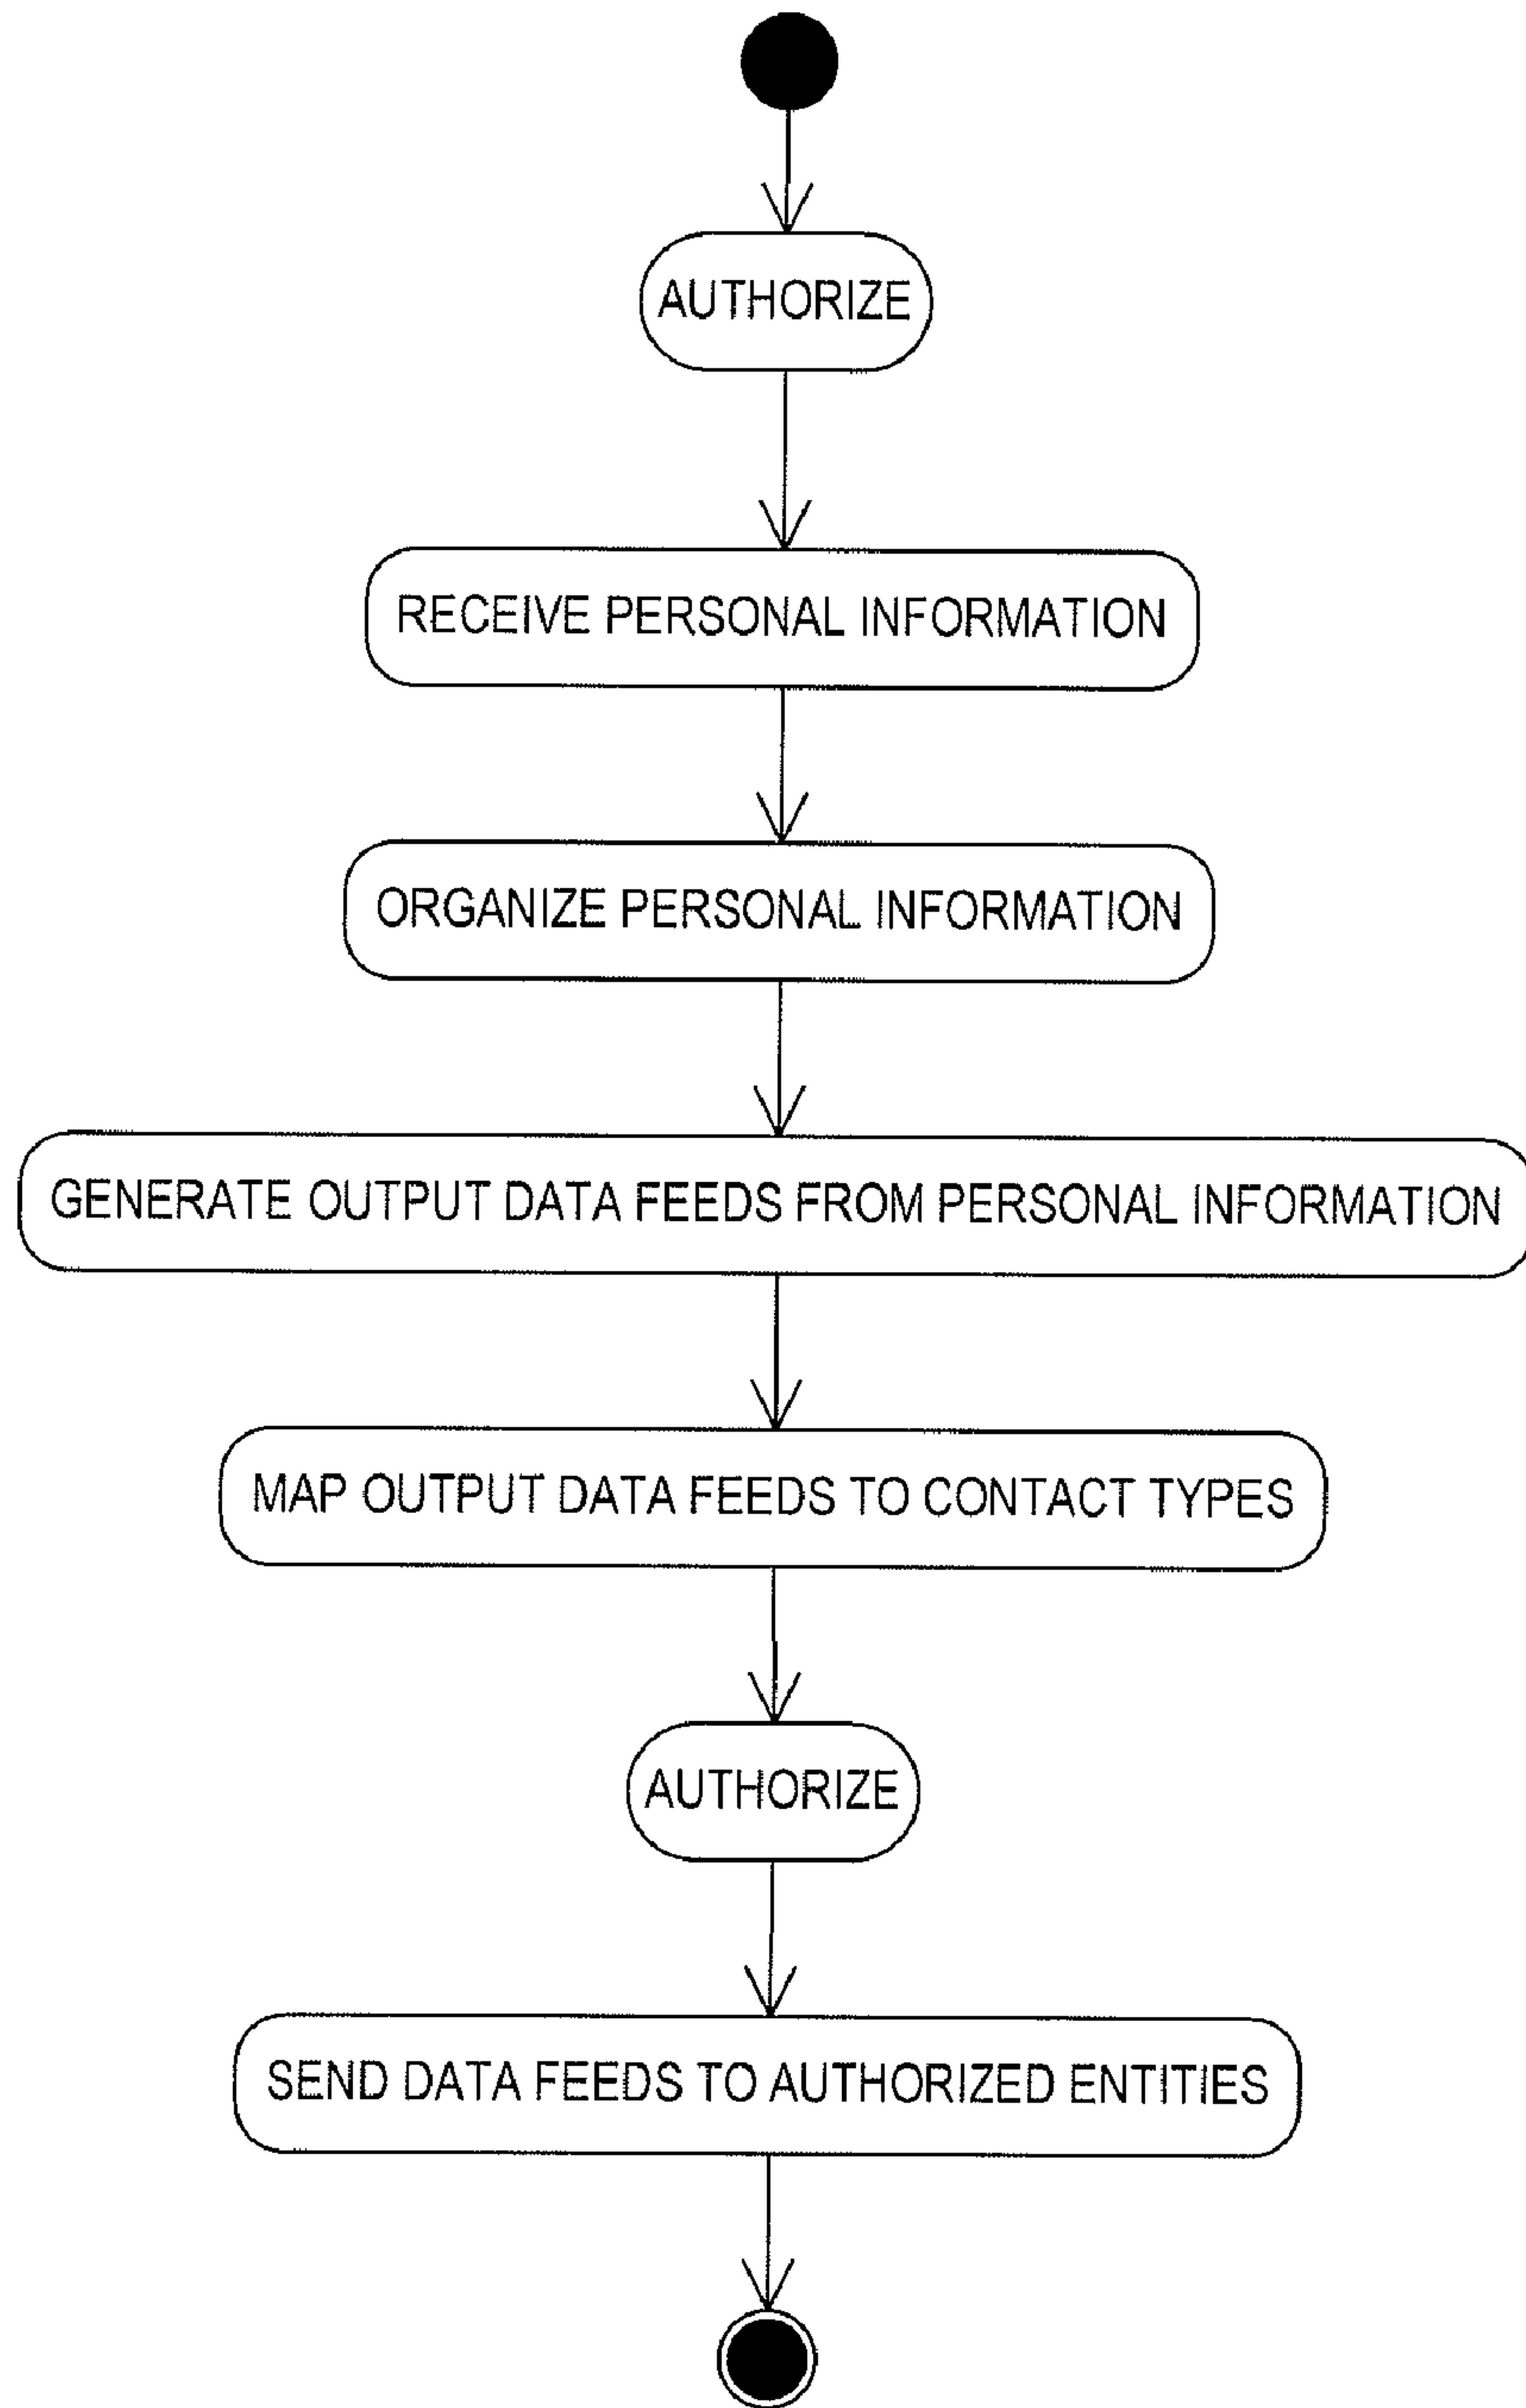 AUTHORIZE
RECEIVE PERSONAL INFORMATION
ORGANIZE PERSONAL INFORMATION
GENERATE OUTPUT DATA FEEDS FROM PERSONAL INFORMATION
MAP OUTPUT DATA FEEDS TO CONTACT TYPES
AUTHORIZE
SEND DATA FEEDS TO AUTHORIZED ENTITIES